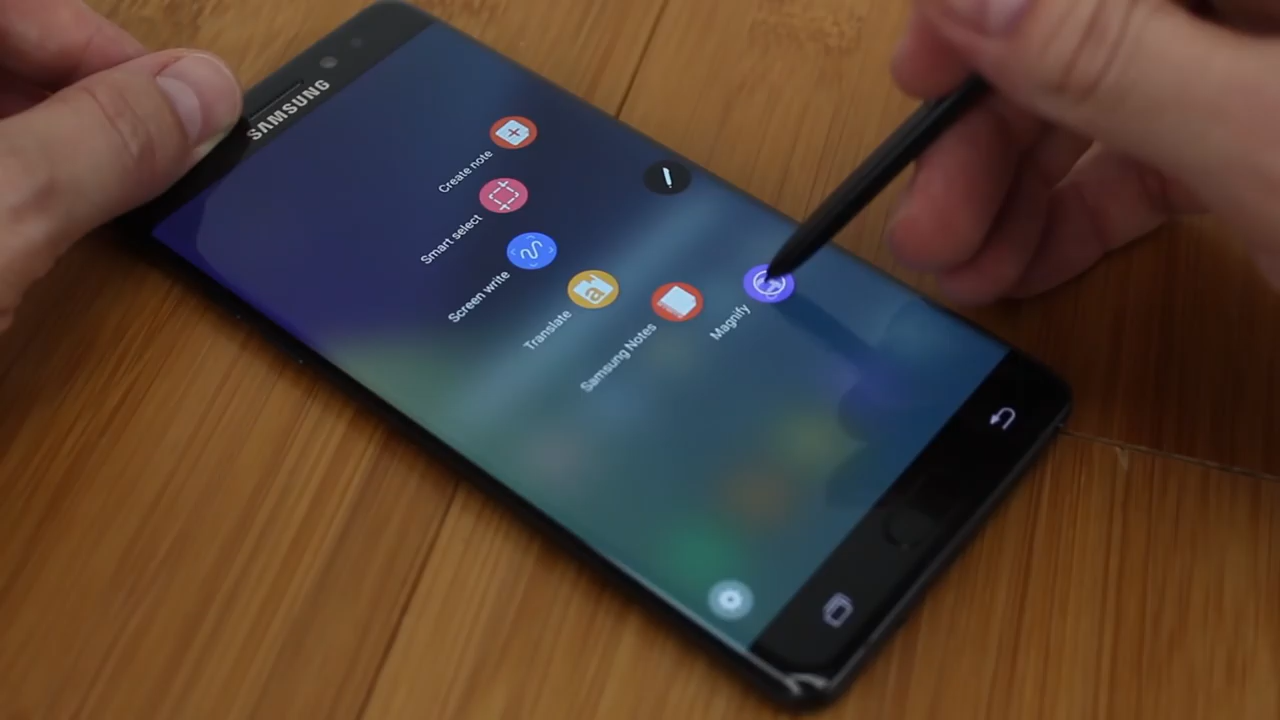 SAMSUNG
Create note
Smart select
Screen write
Translate
Samsung Notes
Magnify